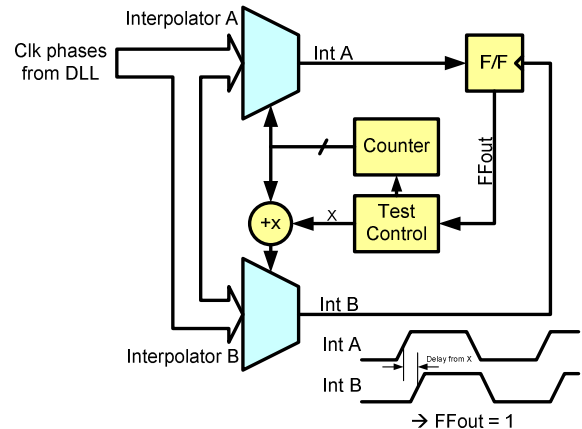 Interpolator A
Clk phases
from DLL
Int A
F/F
Counter
FFout
+x
X
Test
Control
Int B
Interpolator B
Int A
Delay from X
Int B
→ FFout = 1